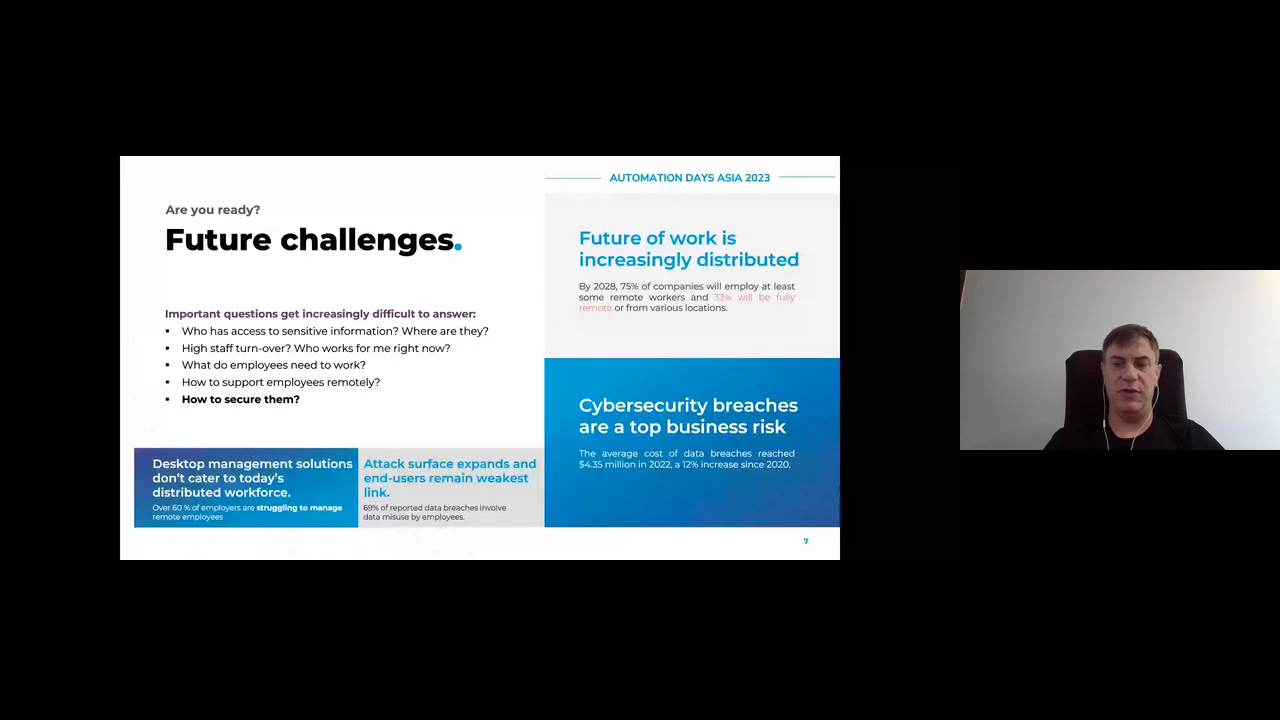 AUTOMATION DAYS ASIA 2023
Are you ready?
Future challenges.
Important questions get increasingly difficult to answer:
▪ Who has access to sensitive information? Where are they?
▪ High staff turn-over? Who works for me right now?
▪ What do employees need to work?
▪ How to support employees remotely?
▪ How to secure them?
Desktop management solutions
don't cater to today's
distributed workforce.
Over 60 % of employers are struggling to manage
remote employees
Attack surface expands and
end-users remain weakest
link.
69% of reported data breaches involve
data misuse by employees.
Future of work is
increasingly distributed
By 2028, 75% of companies will employ at least
some remote workers and 33% will be fully
remote or from various locations.
Cybersecurity breaches
are a top business risk
The average cost of data breaches reached
$4.35 million in 2022, a 12% increase since 2020.
7